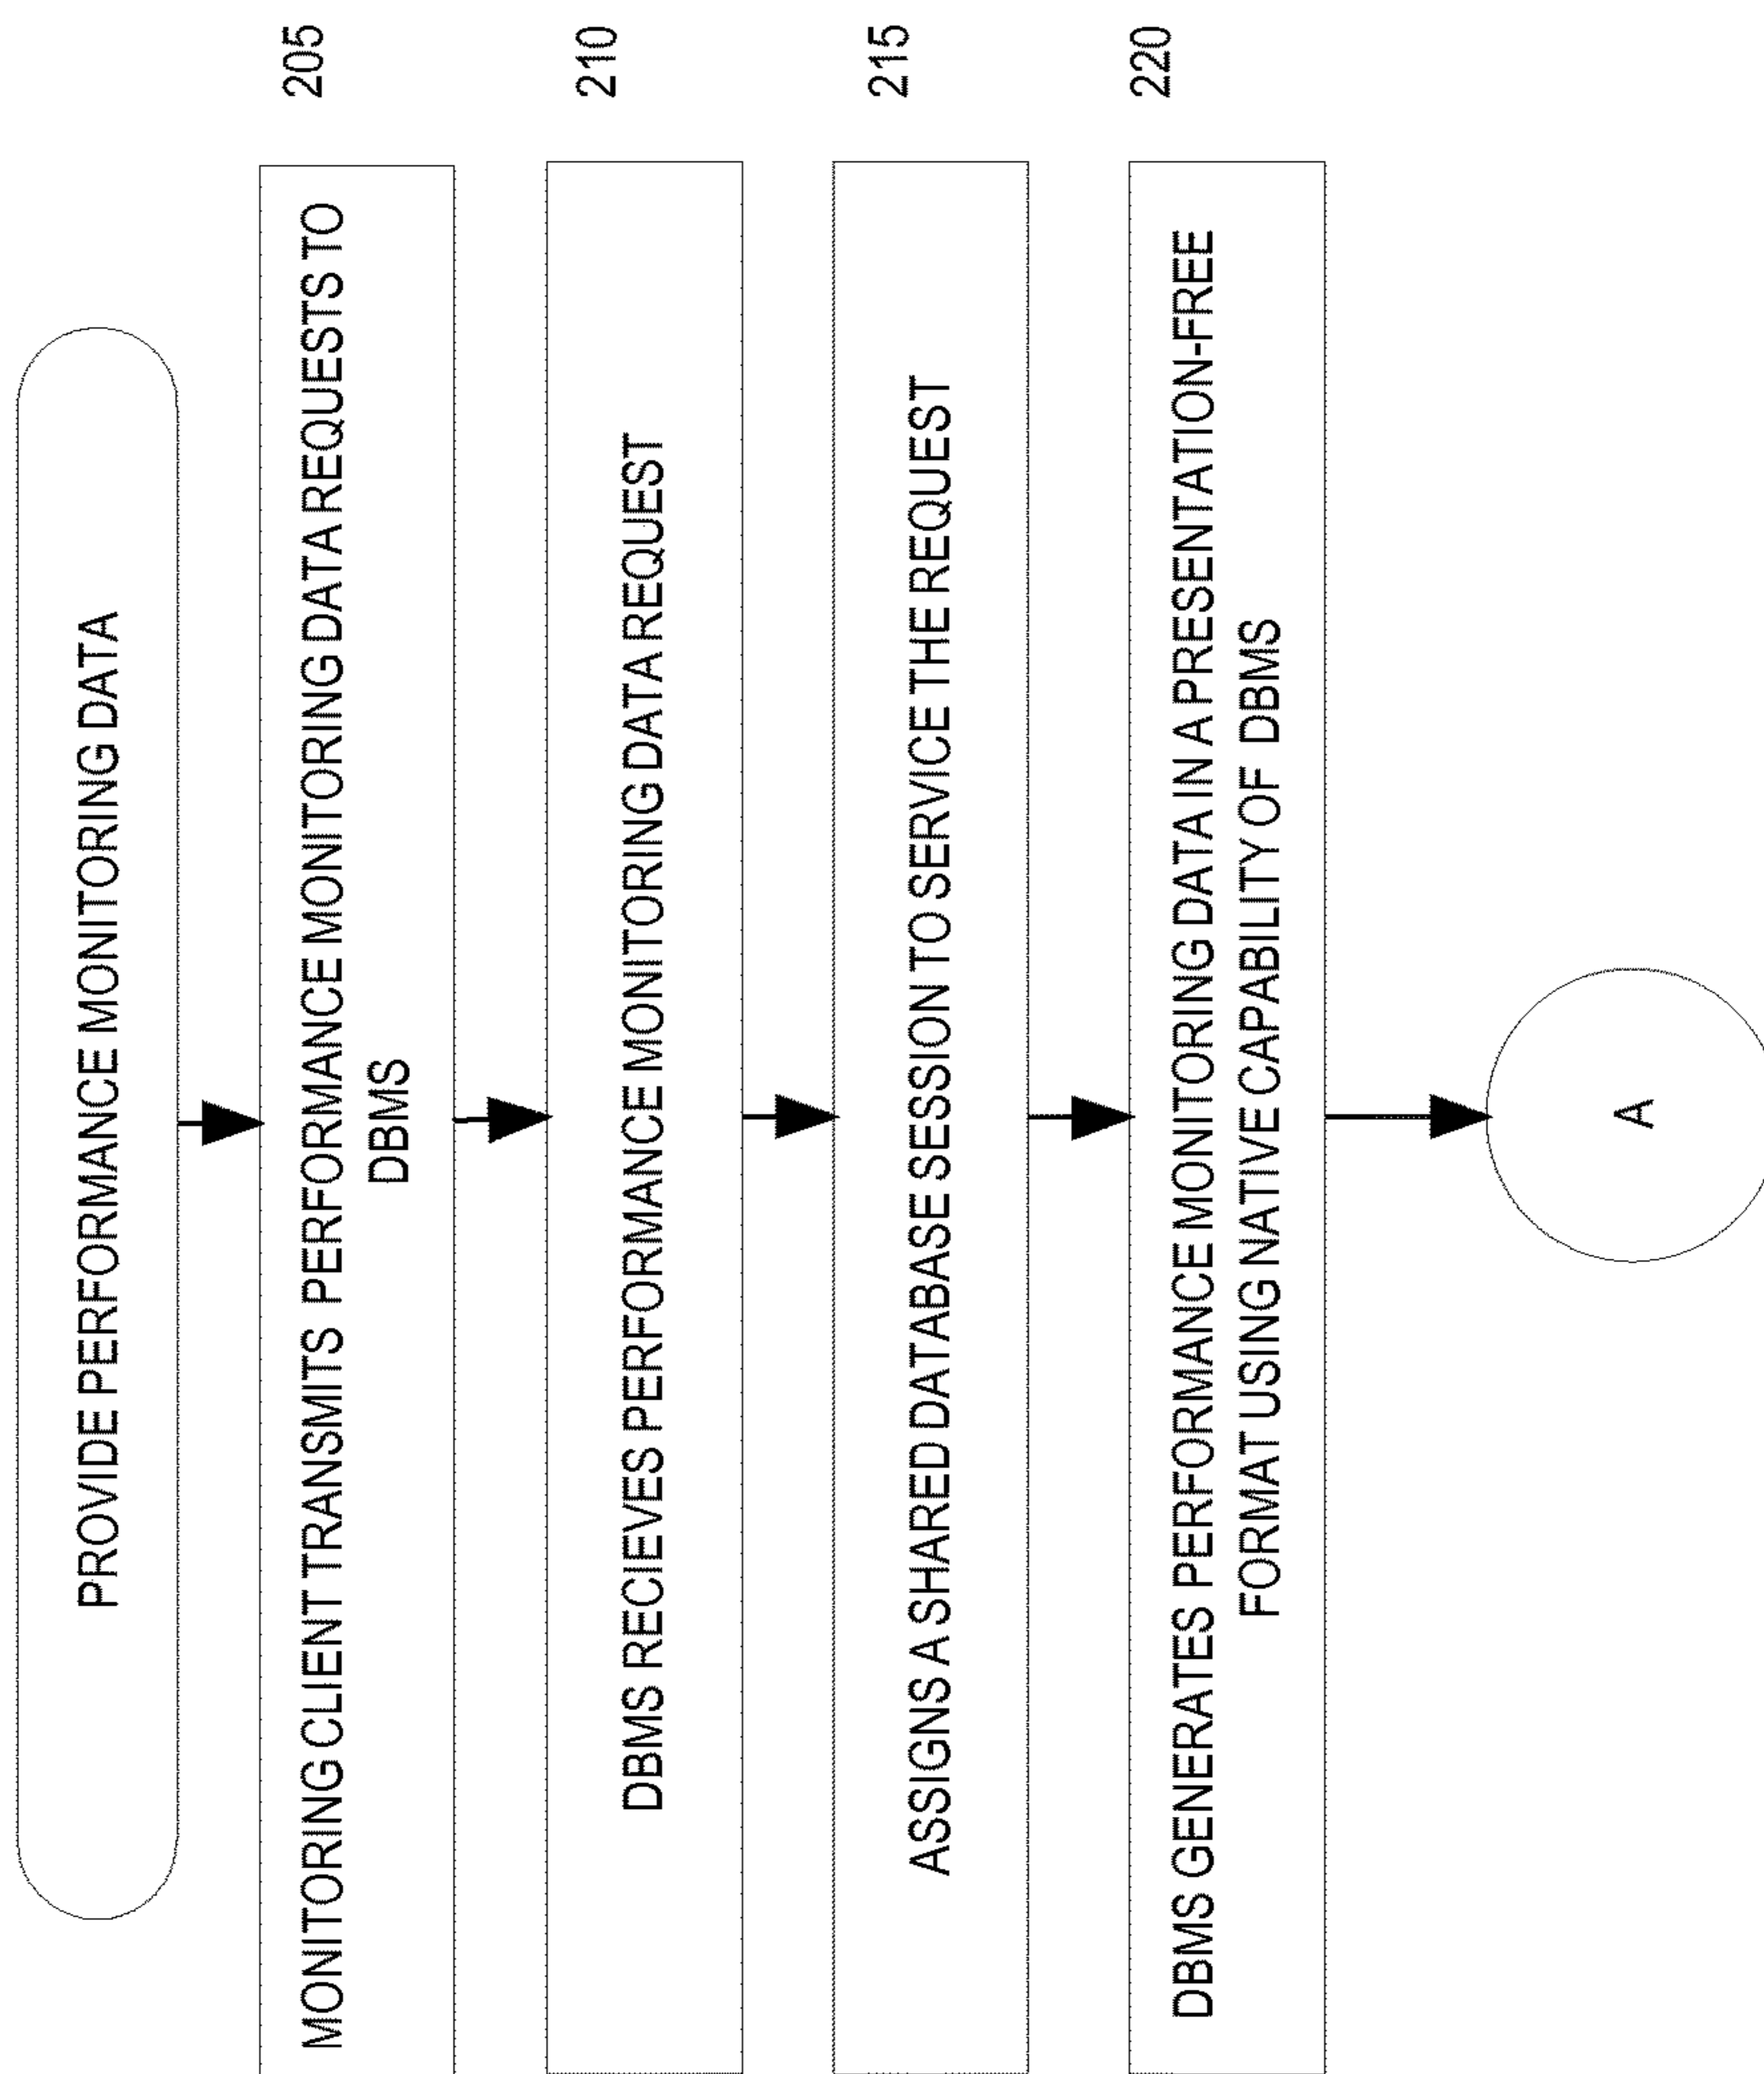 PROVIDE PERFORMANCE MONITORING DATA
205
MONITORING CLIENT TRANSMITS PERFORMANCE MONITORING DATA REQUESTS TO
DBMS
210
DBMS RECIEVES PERFORMANCE MONITORING DATA REQUEST
215
ASSIGNS A SHARED DATABASE SESSION TO SERVICE THE REQUEST
220
DBMS GENERATES PERFORMANCE MONITORING DATA IN A PRESENTATION-FREE
FORMAT USING NATIVE CAPABILITY OF DBMS
A